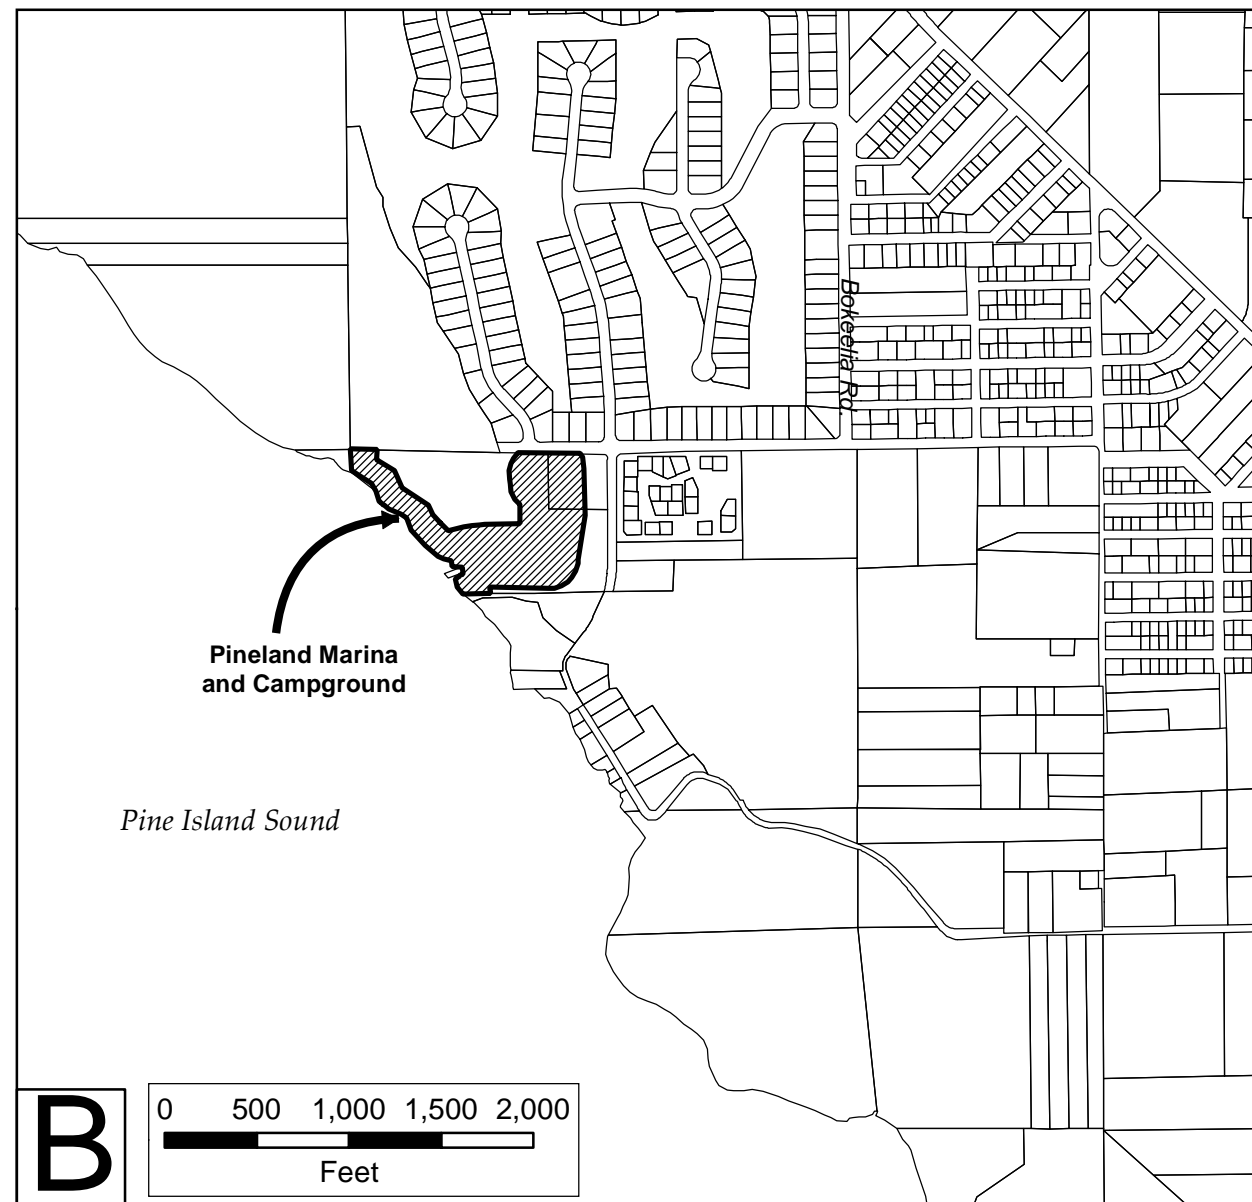 Bokeelia Rd.
Pineland Marina
and Campground
Pine Island Sound
B
0 500 1,000 1,500 2,000
Feet